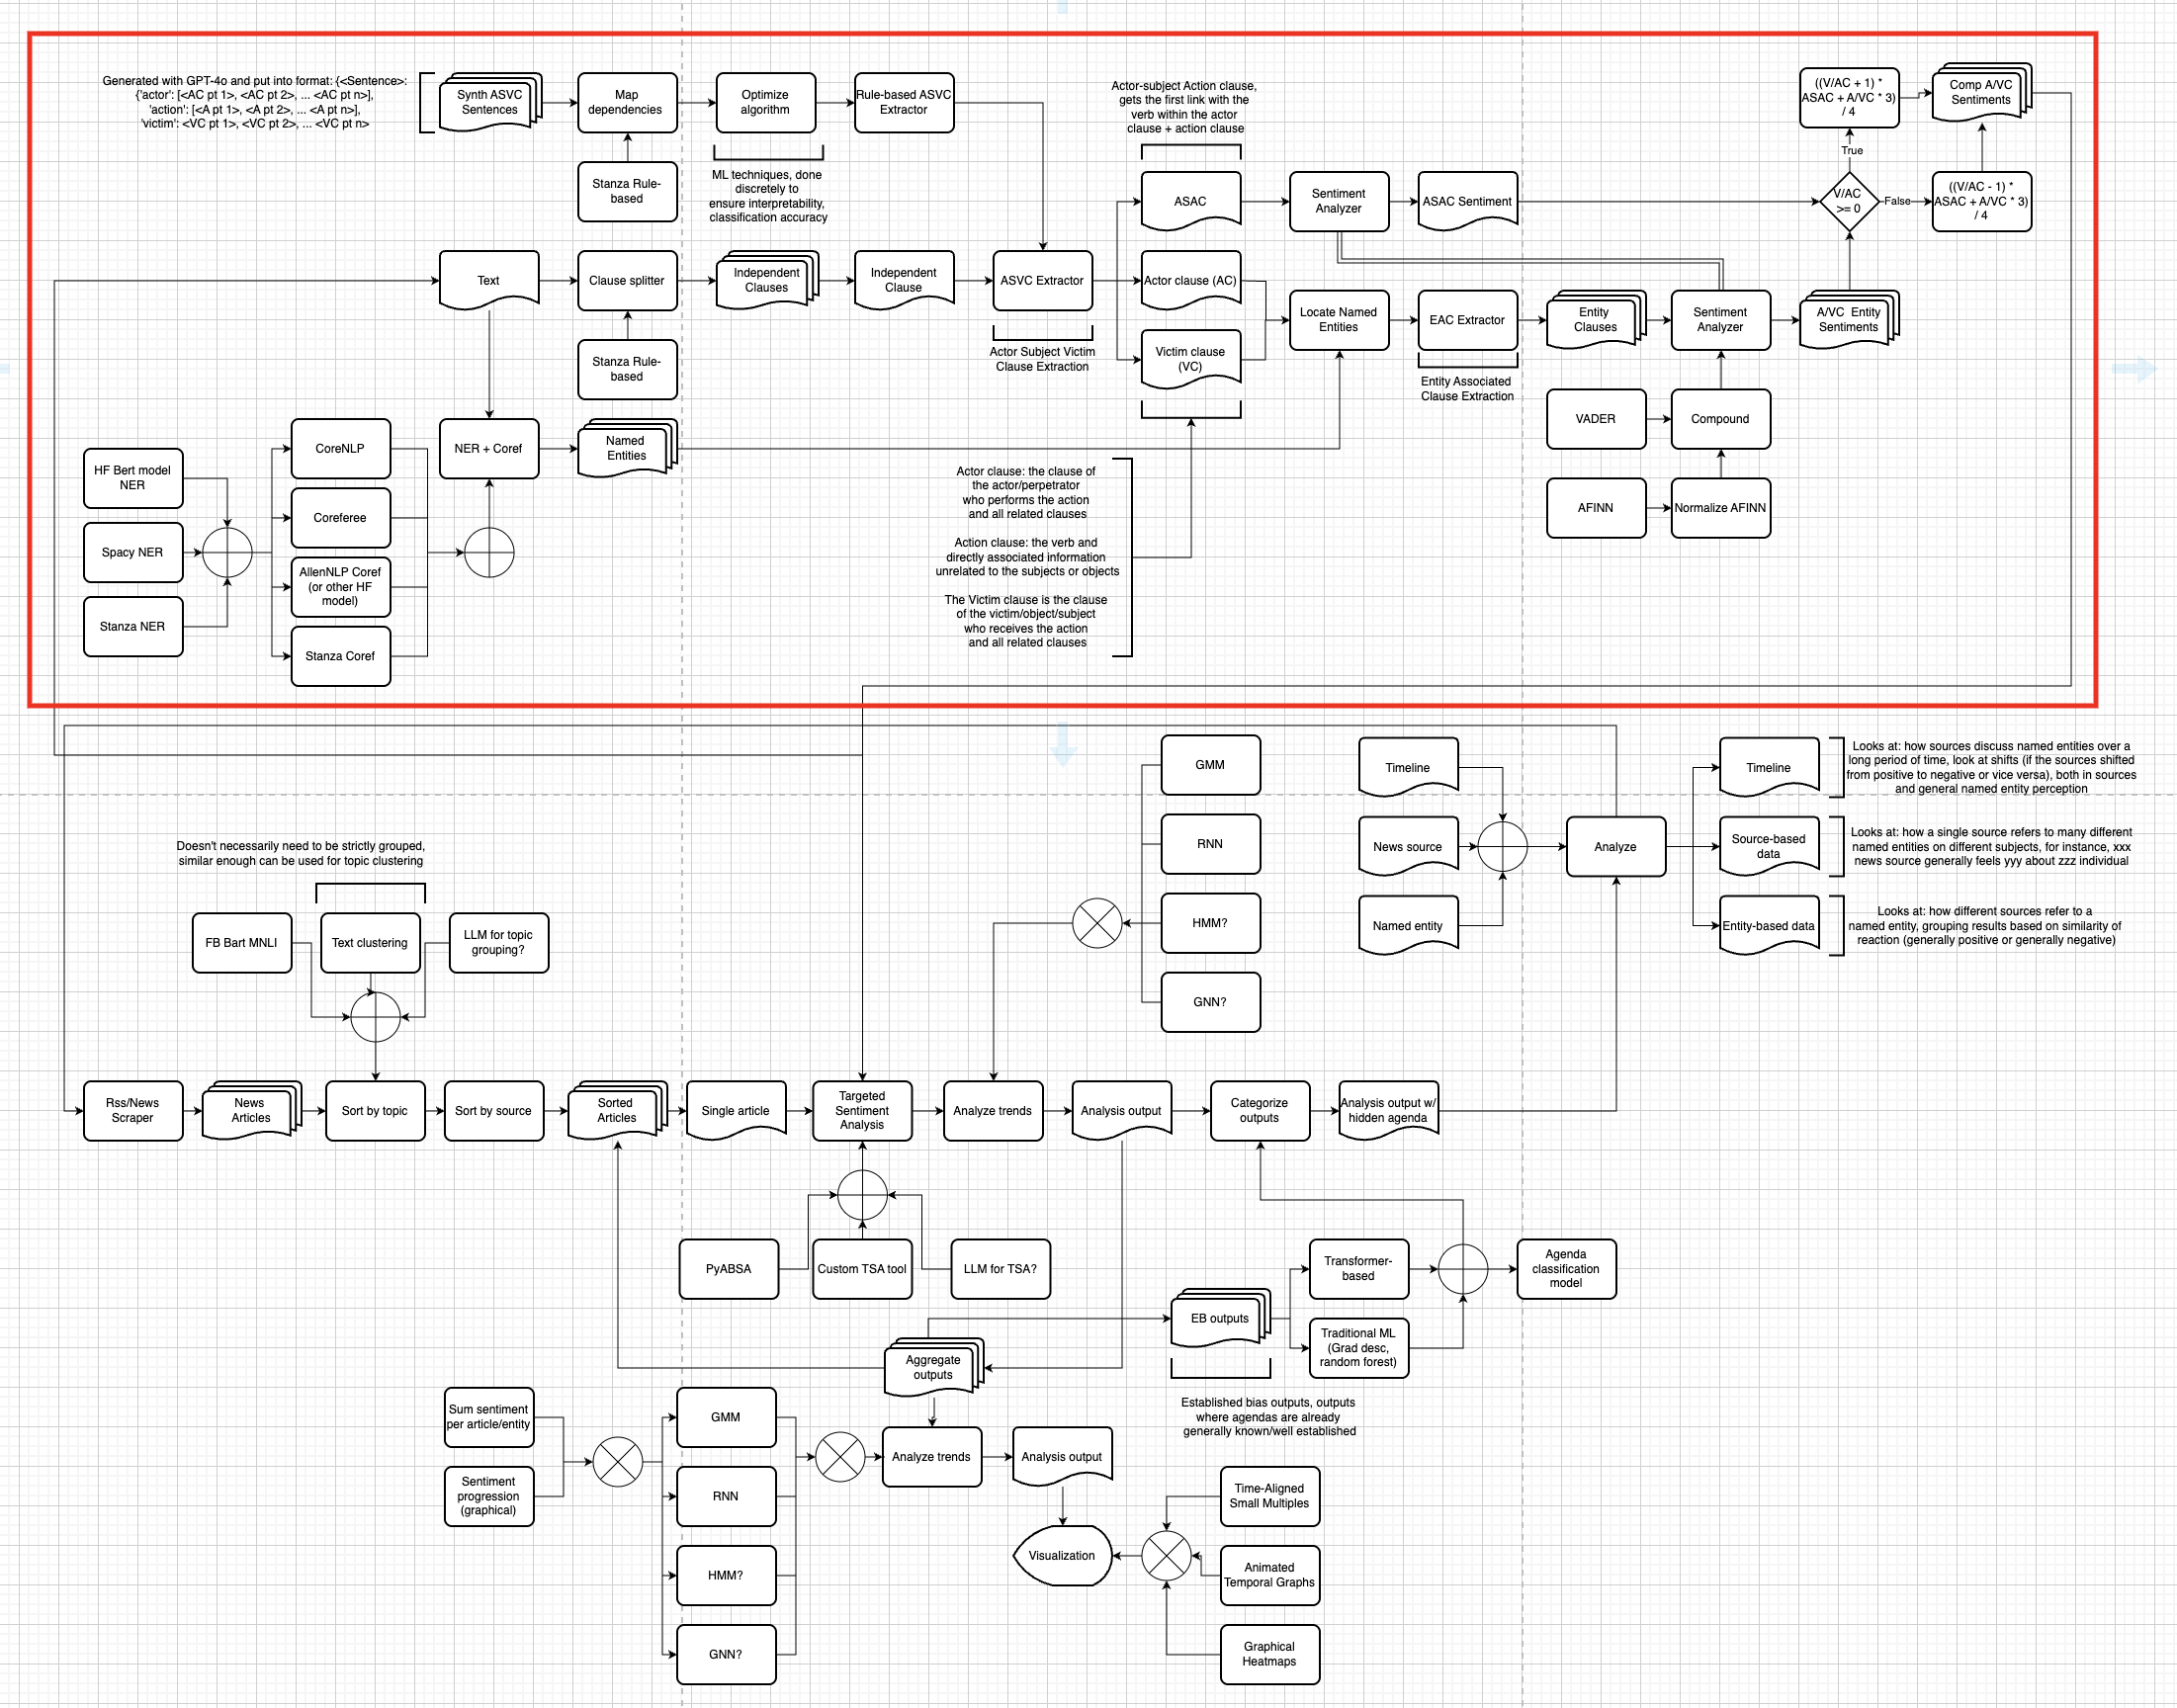 Generated with GPT-4o and put into format: {<Sentence>:
{'actor': [<AC pt 1>, <AC pt 2>, ... <AC pt n>],
'action': [<A pt 1>, <A pt 2>, ... <A pt n>],
'victim': <VC pt 1>, <VC pt 2>, ... <VC pt n>
Synth ASVC
Sentences
Map
dependencies
Optimize
algorithm
Rule-based ASVC
Extractor
Stanza Rule-
based
ML techniques, done
discretely to
ensure interpretability,
classification accuracy
Actor-subject Action clause,
gets the first link with the
verb within the actor
clause + action clause
ASAC
Sentiment
Analyzer
ASAC Sentiment
((V/AC + 1) *
ASAC + A/VC * 3)
/ 4
Comp A/VC
Sentiments
True
V/AC
>= 0
False
((V/AC - 1) *
ASAC + A/VC * 3)
/ 4
Text
Clause splitter
Independent
Clauses
Independent
Clause
ASVC Extractor
Actor Subject Victim
Clause Extraction
Actor clause (AC)
Victim clause
(VC)
Locate Named
Entities
EAC Extractor
Entity Associated
Clause Extraction
Entity
Clauses
Sentiment
Analyzer
A/VC  Entity
Sentiments
Stanza Rule-
based
VADER
Compound
AFINN
Normalize AFINN
HF Bert model
NER
Spacy NER
Stanza NER
CoreNLP
Coreferee
AllenNLP Coref
(or other HF
model)
Stanza Coref
NER + Coref
Named
Entities
Actor clause: the clause of
the actor/perpetrator
who performs the action
and all related clauses
Action clause: the verb and
directly associated information
unrelated to the subjects or objects
The Victim clause is the clause
of the victim/object/subject
who receives the action
and all related clauses
GMM
RNN
HMM?
GNN?
Timeline
News source
Named entity
Analyze
Timeline
Source-based
data
Entity-based data
Looks at: how sources discuss named entities over a
long period of time, look at shifts (if the sources shifted
from positive to negative or vice versa), both in sources
and general named entity perception
Looks at: how a single source refers to many different
named entities on different subjects, for instance, xxx
news source generally feels yyy about zzz individual
Looks at: how different sources refer to a
named entity, grouping results based on similarity of
reaction (generally positive or generally negative)
Doesn't necessarily need to be strictly grouped,
similar enough can be used for topic clustering
FB Bart MNLI
Text clustering
LLM for topic
grouping?
Rss/News
Scraper
News
Articles
Sort by topic
Sort by source
Sorted
Articles
Single article
Targeted
Sentiment
Analysis
Analyze trends
Analysis output
Categorize
outputs
Analysis output w/
hidden agenda
PyABSA
Custom TSA tool
LLM for TSA?
EB outputs
Transformer-
based
Traditional ML
(Grad desc,
random forest)
Agenda
classification
model
Established bias outputs, outputs
where agendas are already
generally known/well established
Aggregate
outputs
Sum sentiment
per article/entity
Sentiment
progression
(graphical)
GMM
RNN
HMM?
GNN?
Analyze trends
Analysis output
Visualization
Time-Aligned
Small Multiples
Animated
Temporal Graphs
Graphical
Heatmaps